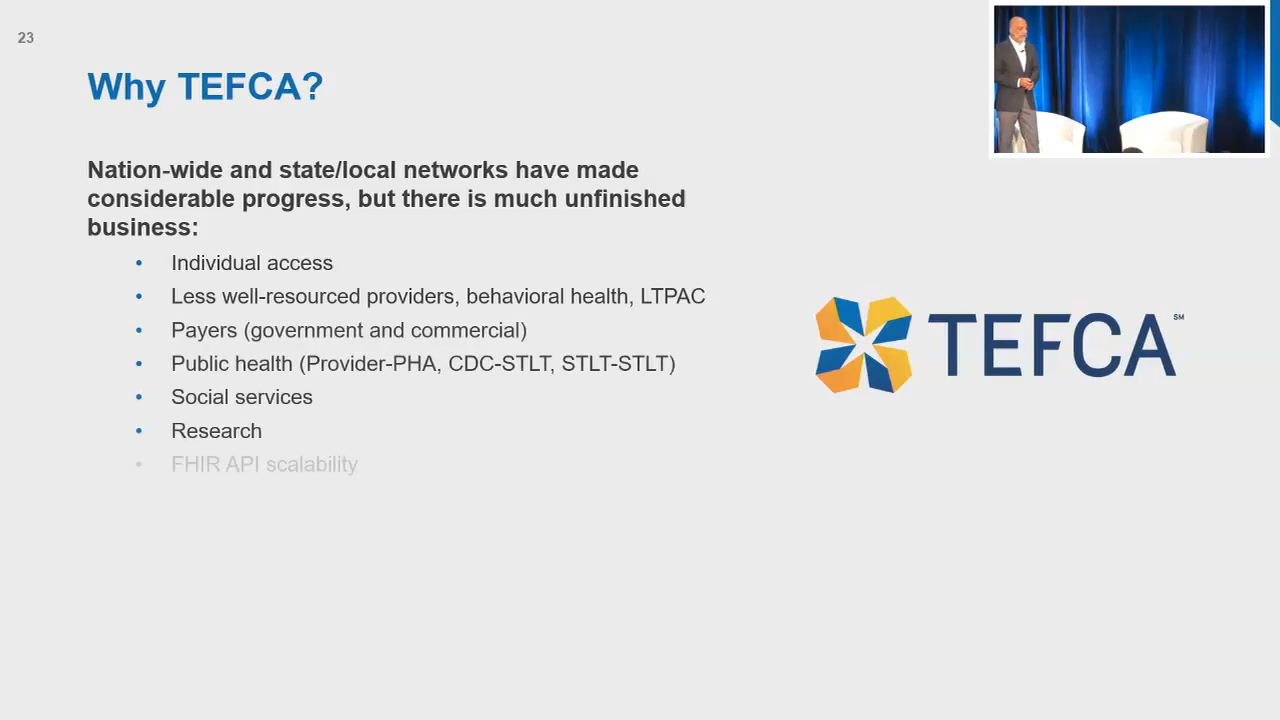 23
Why TEFCA?
Nation-wide and state/local networks have made
considerable progress, but there is much unfinished
business:
• Individual access
• Less well-resourced providers, behavioral health, LTPAC
• Payers (government and commercial)
• Public health (Provider-PHA, CDC-STLT, STLT-STLT)
• Social services
• Research
• FHIR API scalability
TEFCA℠